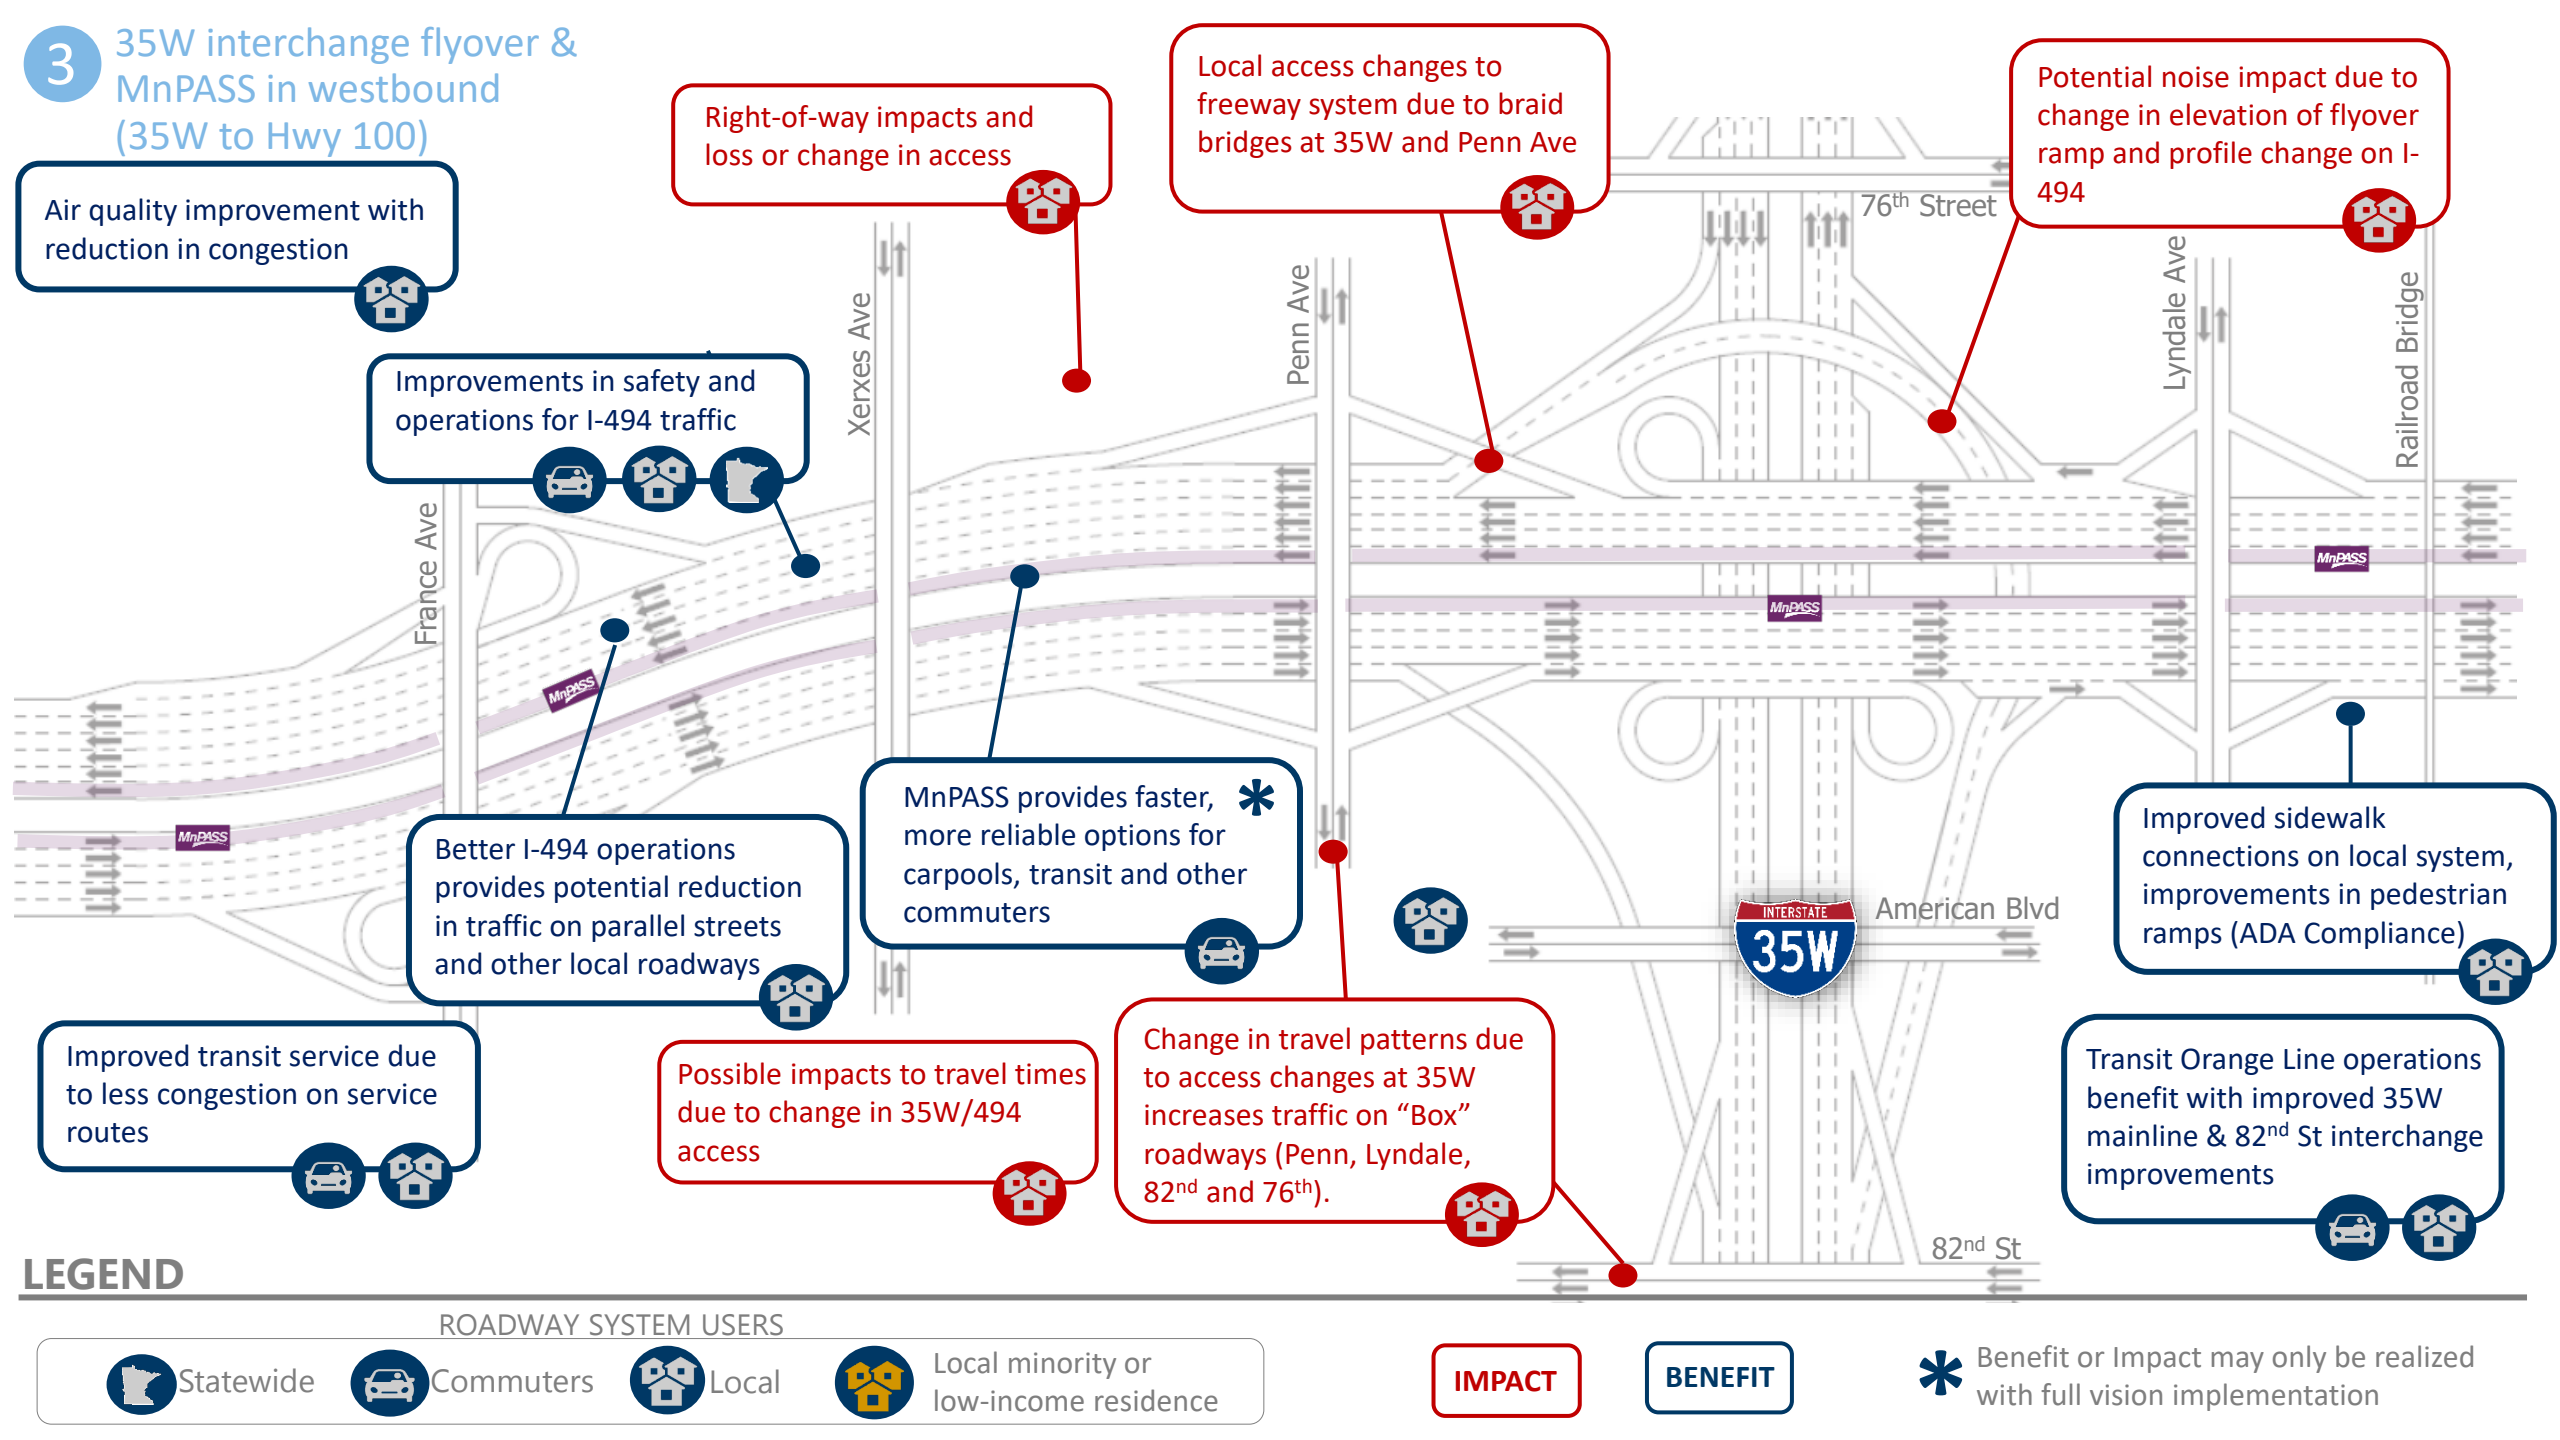 3
35W interchange flyover &
MnPASS in westbound
(35W to Hwy 100)
Air quality improvement with
reduction in congestion
Right-of-way impacts and
loss or change in access
Local access changes to
freeway system due to braid
bridges at 35W and Penn Ave
Potential noise impact due to
change in elevation of flyover
ramp and profile change on I-
494
76th Street
Improvements in safety and
operations for I-494 traffic
France Ave
Xerxes Ave
Penn Ave
Lyndale Ave
Railroad Bridge
MnPASS
MnPASS
MnPASS
MnPASS
Better I-494 operations
provides potential reduction
in traffic on parallel streets
and other local roadways
MnPASS provides faster, *
more reliable options for
carpools, transit and other
commuters
Improved sidewalk
connections on local system,
improvements in pedestrian
ramps (ADA Compliance)
INTERSTATE
35W
American Blvd
Improved transit service due
to less congestion on service
routes
Possible impacts to travel times
due to change in 35W/494
access
Change in travel patterns due
to access changes at 35W
increases traffic on “Box”
roadways (Penn, Lyndale,
82nd and 76th).
Transit Orange Line operations
benefit with improved 35W
mainline & 82nd St interchange
improvements
82nd St
LEGEND
ROADWAY SYSTEM USERS
Statewide
Commuters
Local
Local minority or
low-income residence
IMPACT
BENEFIT
* Benefit or Impact may only be realized
with full vision implementation